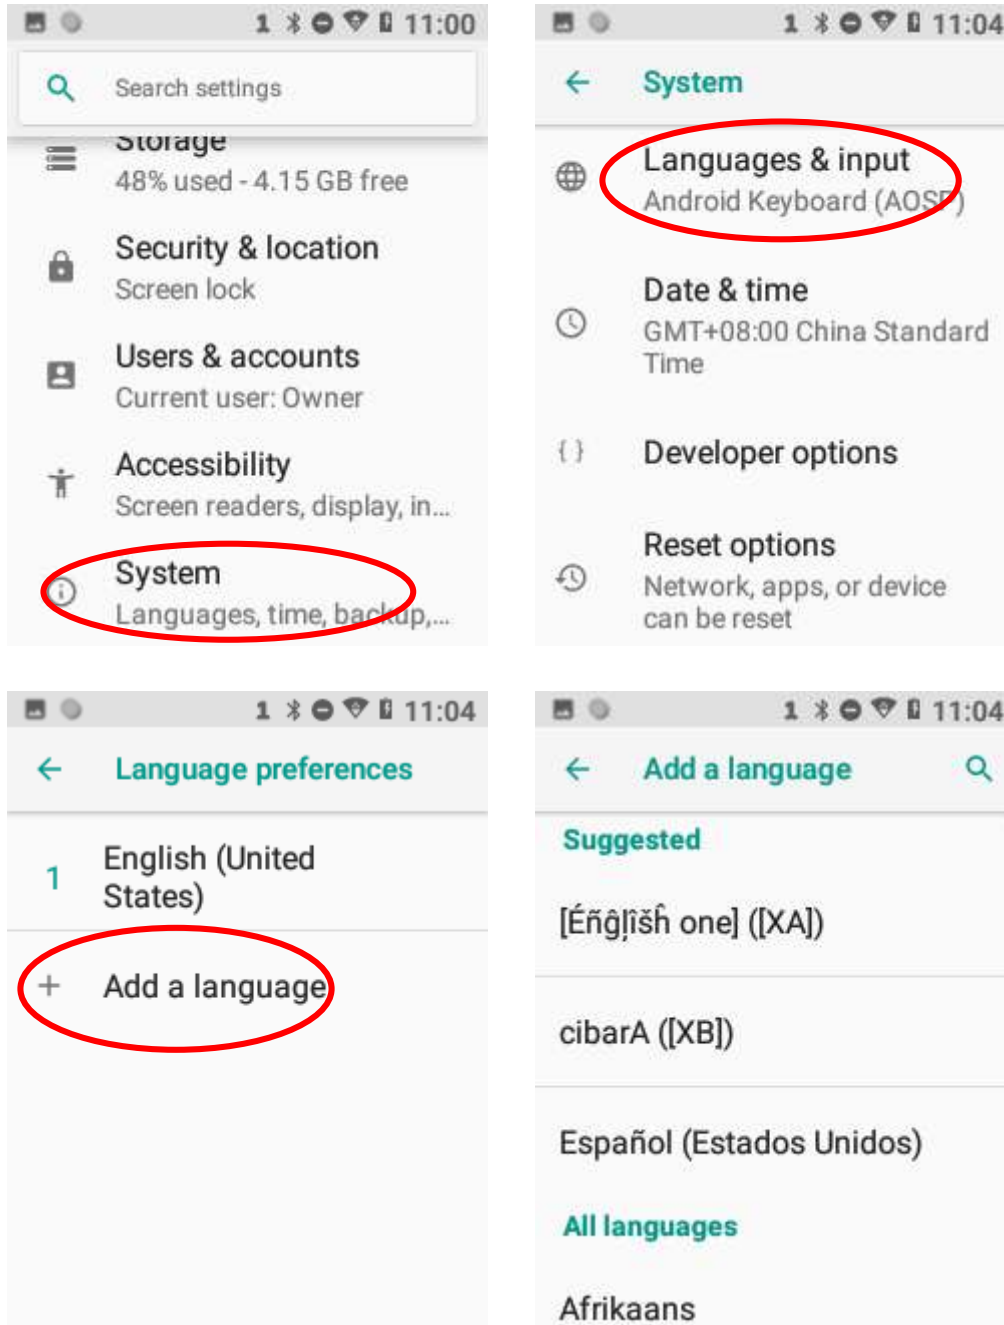 1 11:00
Search settings
Storage
48% used - 4.15 GB free
Security & location
Screen lock
Users & accounts
Current user: Owner
Accessibility
Screen readers, display, in...
System
Languages, time, backup,...
1 11:04
System
Languages & input
Android Keyboard (AOSP)
Date & time
GMT+08:00 China Standard
Time
{ } Developer options
Reset options
Network, apps, or device
can be reset
1 11:04
Language preferences
1 English (United
States)
+ Add a language
1 11:04
Add a language
Suggested
[Éñĝļîšĥ one] ([XA])
cibarA ([XB])
Español (Estados Unidos)
All languages
Afrikaans